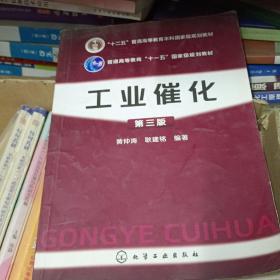 "十二五"普通高等教育本科国家级规划教材
普通高等教育"十一五"国家级规划教材
工业催化
第三版
黄仲涛 耿建铭 编著
GONGYE CUIHUA
化学工业出版社